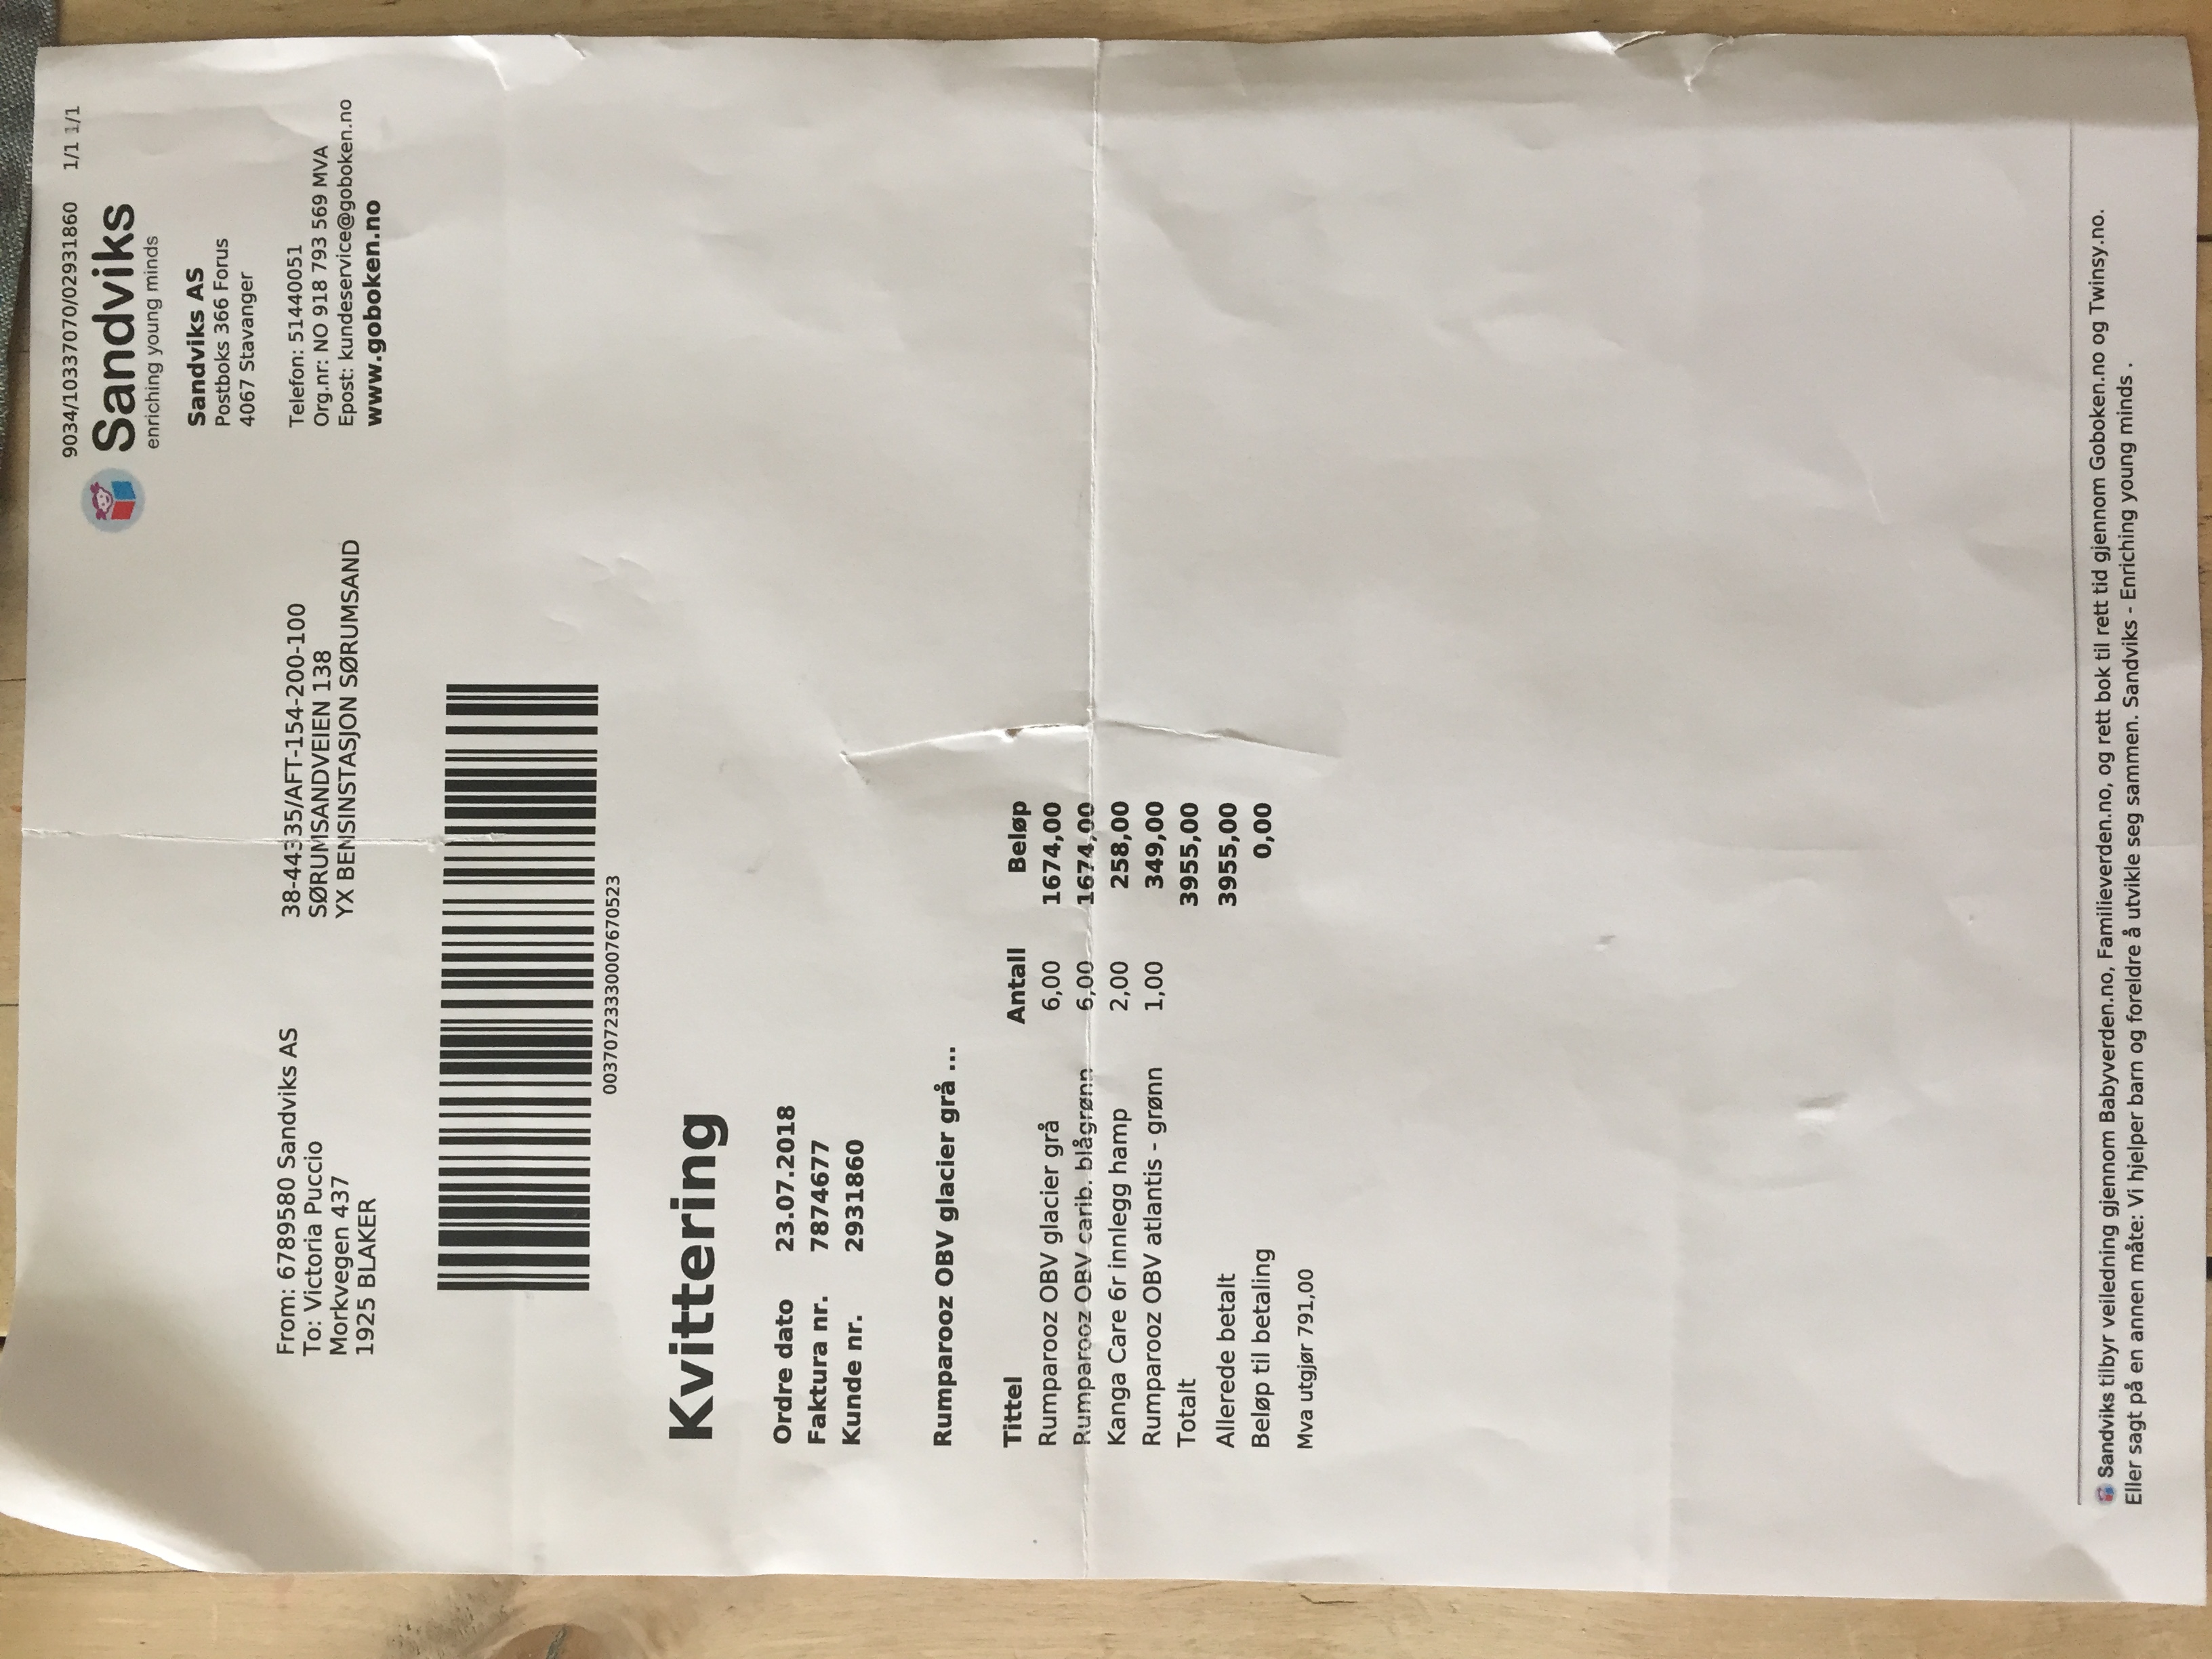 9034/10337070/02931860 1/1 1/1
Sandviks
enriching young minds
Sandviks AS
Postboks 366 Forus
4067 Stavanger
Telefon: 51440051
Org.nr: NO 918 793 569 MVA
Epost: kundeservice@goboken.no
www.goboken.no
From: 6789580 Sandviks AS
To: Victoria Puccio
Morkvegen 437
1925 BLAKER
38-44335/AFT-154-200-100
SØRUMSANDVEIEN 138
YX BENSINSTASJON SØRUMSAND
00370723330007670523
Kvittering
Ordre dato 23.07.2018
Faktura nr. 7874677
Kunde nr. 2931860
Rumparooz OBV glacier grå ...
Tittel Antall Beløp
Rumparooz OBV glacier grå 6,00 1674,00
Rumparooz OBV carib. blågrønn 6,00 1674,00
Kanga Care 6r innlegg hamp 2,00 258,00
Rumparooz OBV atlantis - grønn 1,00 349,00
Totalt 3955,00
Allerede betalt 3955,00
Beløp til betaling 0,00
Mva utgjør 791,00
Sandviks tilbyr veiledning gjennom Babyverden.no, Familieverden.no, og rett bok til rett tid gjennom Goboken.no og Twinsy.no.
Eller sagt på en annen måte: Vi hjelper barn og foreldre å utvikle seg sammen. Sandviks - Enriching young minds .